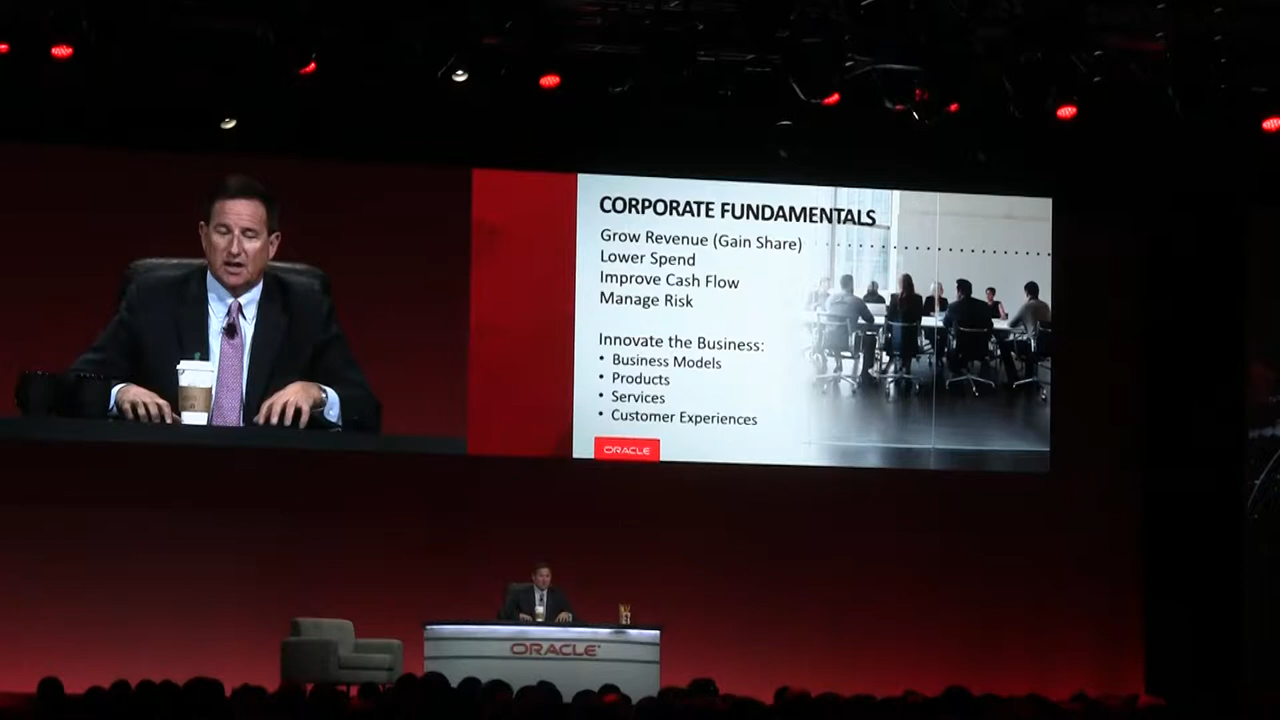 CORPORATE FUNDAMENTALS
Grow Revenue (Gain Share)
Lower Spend
Improve Cash Flow
Manage Risk
Innovate the Business:
• Business Models
• Products
• Services
• Customer Experiences
ORACLE
ORACLE